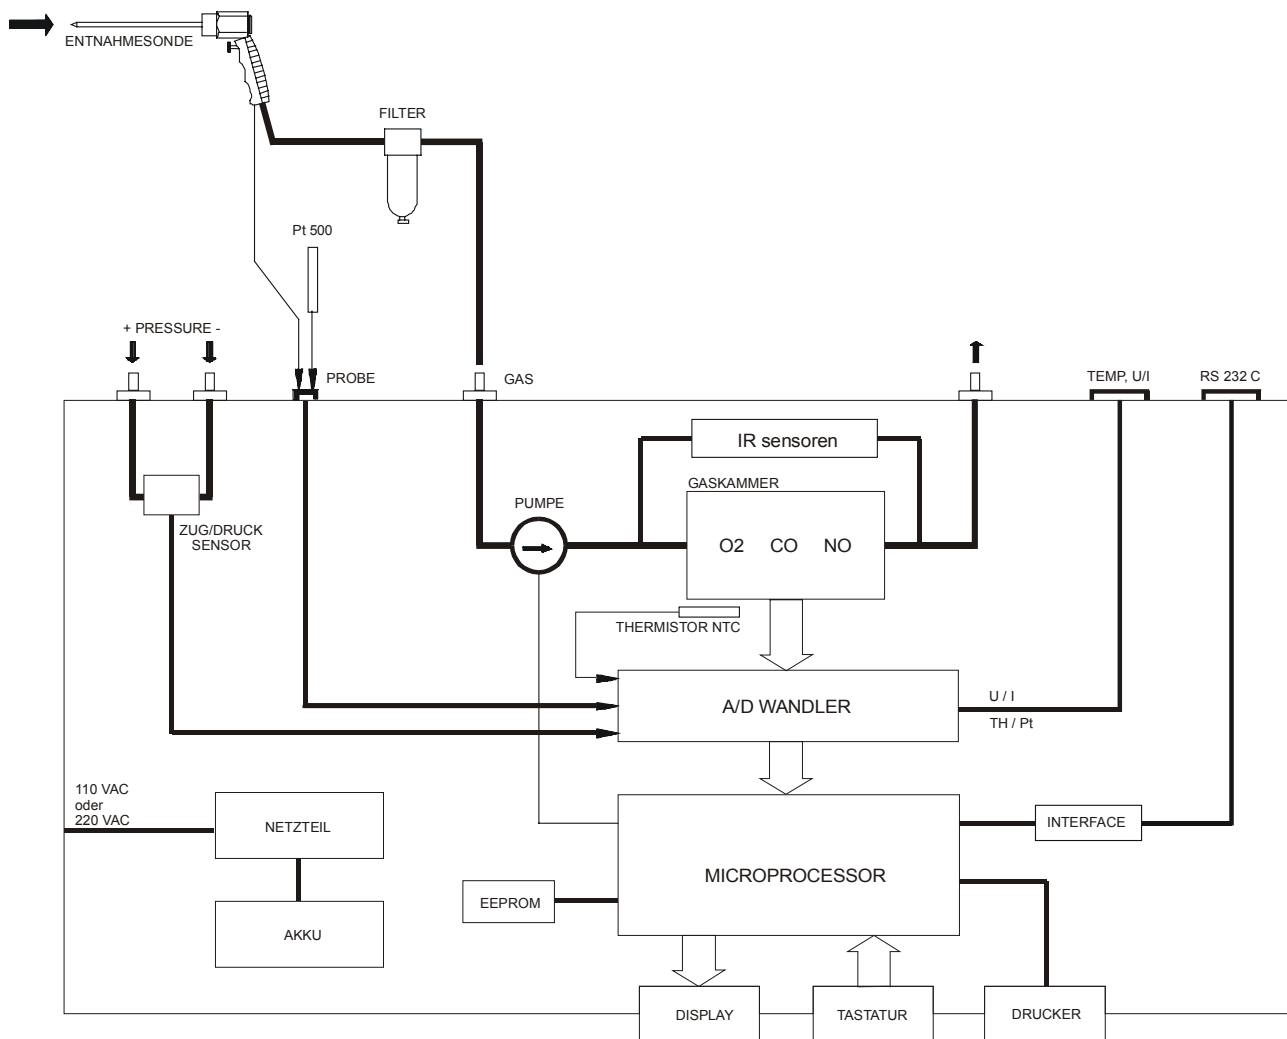 ENTNAHMESONDE
FILTER
Pt 500
+ PRESSURE -
PROBE
GAS
TEMP, U/I
RS 232 C
IR sensoren
GASKAMMER
PUMPE
ZUG/DRUCK
SENSOR
O2 CO NO
THERMISTOR NTC
A/D WANDLER
U / I
TH / Pt
110 VAC
oder
220 VAC
NETZTEIL
INTERFACE
MICROPROCESSOR
EEPROM
AKKU
DISPLAY
TASTATUR
DRUCKER